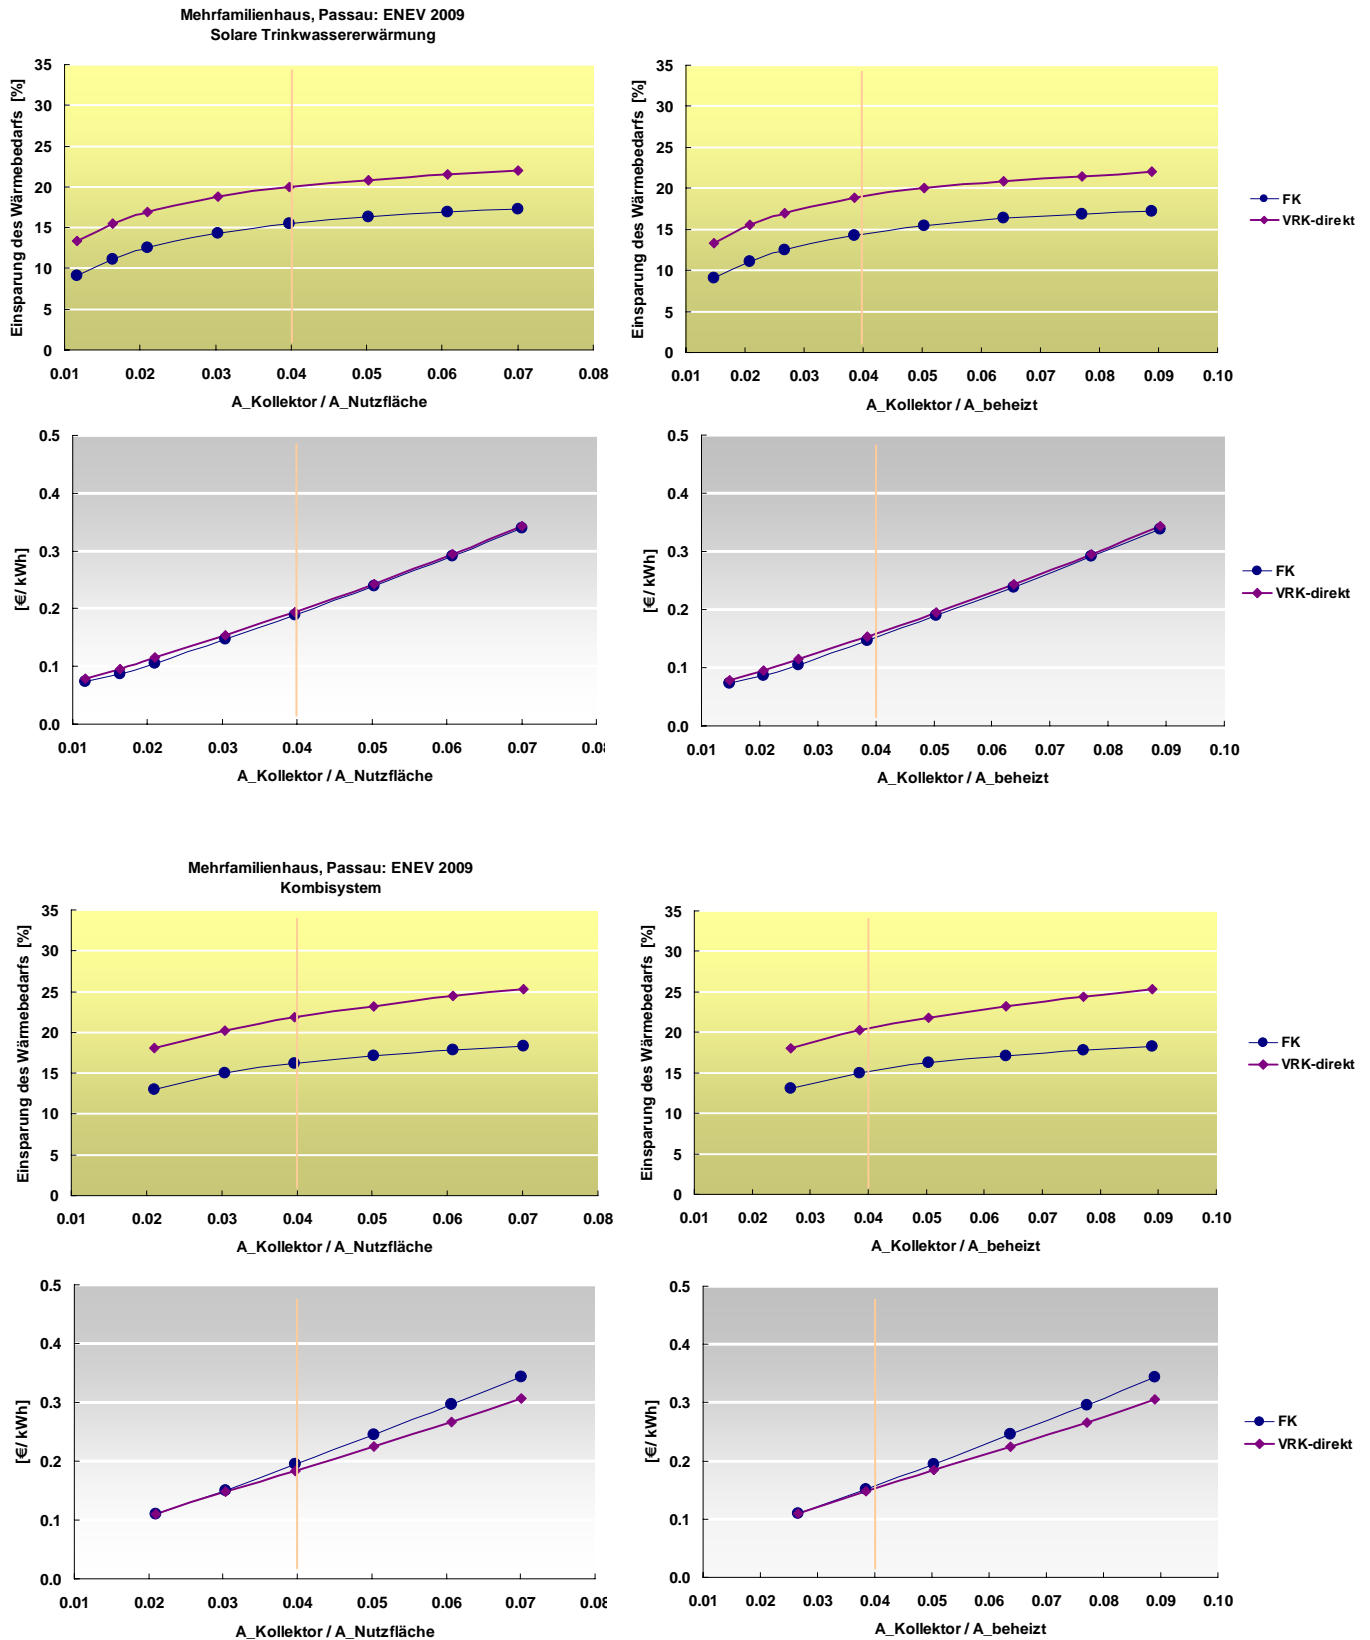 Mehrfamilienhaus, Passau: ENEV 2009
Solare Trinkwassererwärmung
Einsparung des Wärmebedarfs [%]
35
30
25
20
15
10
5
0
0.01 0.02 0.03 0.04 0.05 0.06 0.07 0.08
A_Kollektor / A_Nutzfläche
Einsparung des Wärmebedarfs [%]
35
30
25
20
15
10
5
0
0.01 0.02 0.03 0.04 0.05 0.06 0.07 0.08 0.09 0.10
A_Kollektor / A_beheizt
FK
VRK-direkt
[€/ kWh]
0.5
0.4
0.3
0.2
0.1
0.0
0.01 0.02 0.03 0.04 0.05 0.06 0.07 0.08
A_Kollektor / A_Nutzfläche
[€/ kWh]
0.5
0.4
0.3
0.2
0.1
0.0
0.01 0.02 0.03 0.04 0.05 0.06 0.07 0.08 0.09 0.10
A_Kollektor / A_beheizt
FK
VRK-direkt
Mehrfamilienhaus, Passau: ENEV 2009
Kombisystem
Einsparung des Wärmebedarfs [%]
35
30
25
20
15
10
5
0
0.01 0.02 0.03 0.04 0.05 0.06 0.07 0.08
A_Kollektor / A_Nutzfläche
Einsparung des Wärmebedarfs [%]
35
30
25
20
15
10
5
0
0.01 0.02 0.03 0.04 0.05 0.06 0.07 0.08 0.09 0.10
A_Kollektor / A_beheizt
FK
VRK-direkt
[€/ kWh]
0.5
0.4
0.3
0.2
0.1
0.0
0.01 0.02 0.03 0.04 0.05 0.06 0.07 0.08
A_Kollektor / A_Nutzfläche
[€/ kWh]
0.5
0.4
0.3
0.2
0.1
0.0
0.01 0.02 0.03 0.04 0.05 0.06 0.07 0.08 0.09 0.10
A_Kollektor / A_beheizt
FK
VRK-direkt